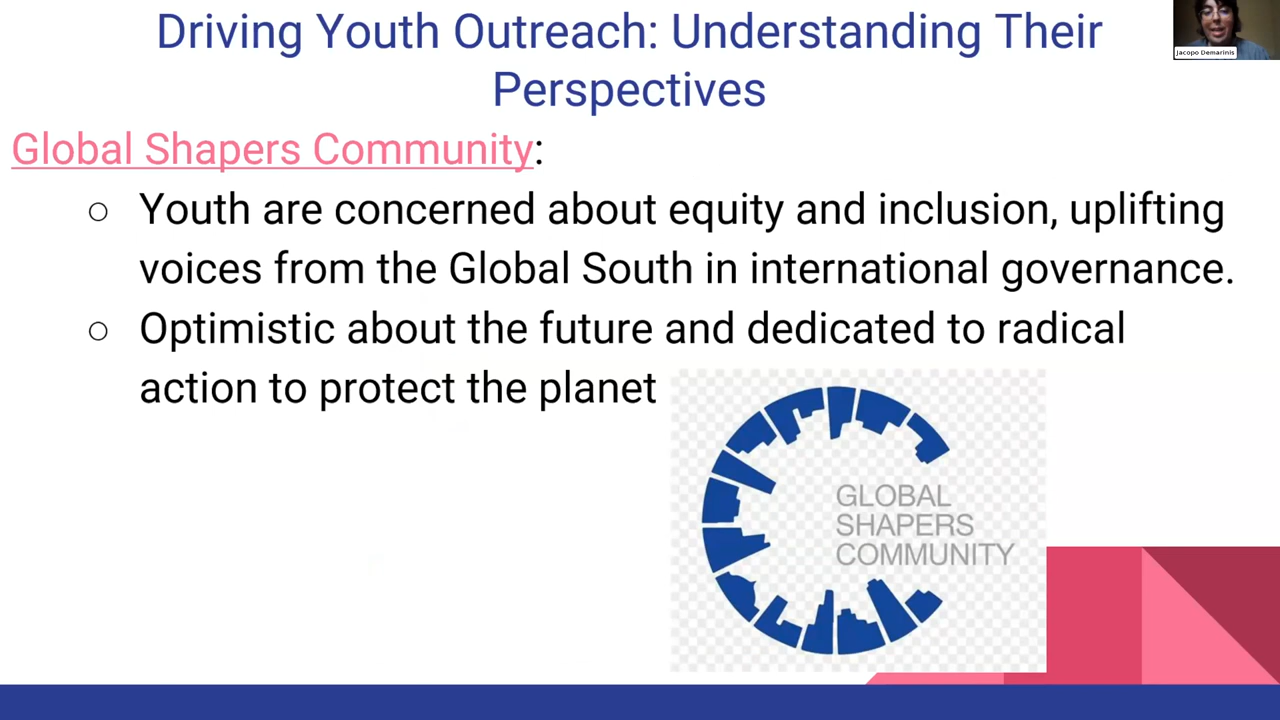 Driving Youth Outreach: Understanding Their
Perspectives
Jacopo Demarinis
Global Shapers Community:
○ Youth are concerned about equity and inclusion, uplifting
voices from the Global South in international governance.
○ Optimistic about the future and dedicated to radical
action to protect the planet
GLOBAL
SHAPERS
COMMUNITY